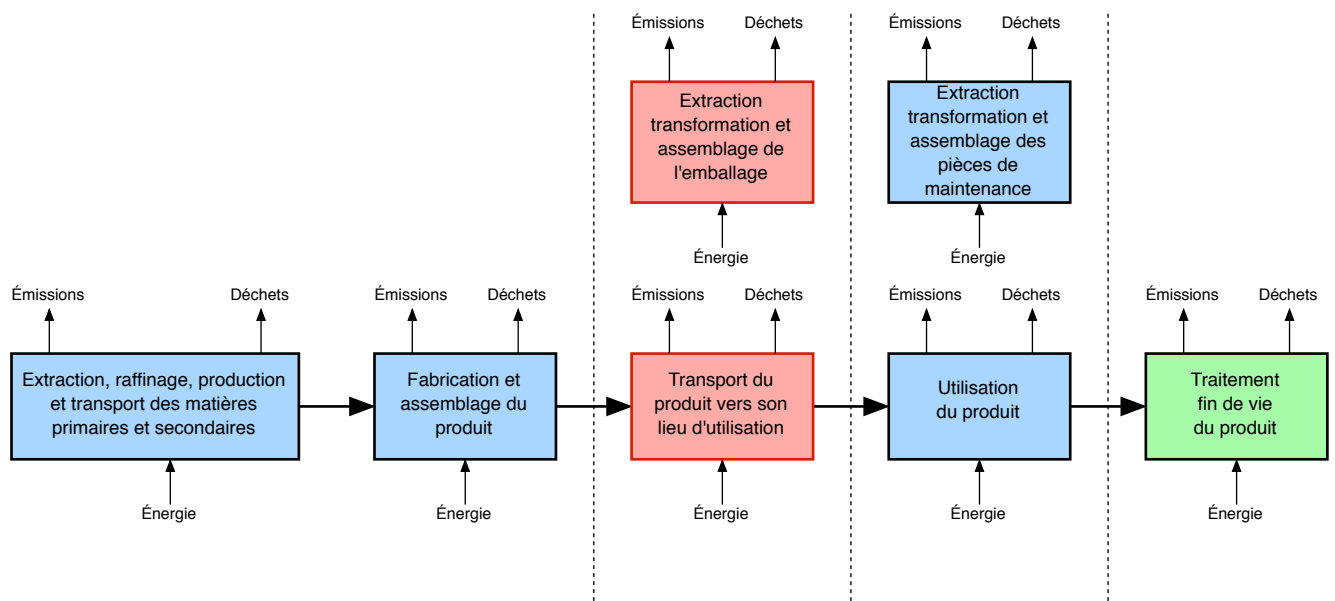 Émissions
Déchets
Émissions
Déchets
Extraction
transformation et
assemblage de
l'emballage
Extraction
transformation et
assemblage des
pièces de
maintenance
Énergie
Énergie
Émissions
Déchets
Émissions
Déchets
Émissions
Déchets
Émissions
Déchets
Émissions
Déchets
Extraction, raffinage, production
et transport des matières
primaires et secondaires
Fabrication et
assemblage du
produit
Transport du
produit vers son
lieu d'utilisation
Utilisation
du produit
Traitement
fin de vie
du produit
Énergie
Énergie
Énergie
Énergie
Énergie